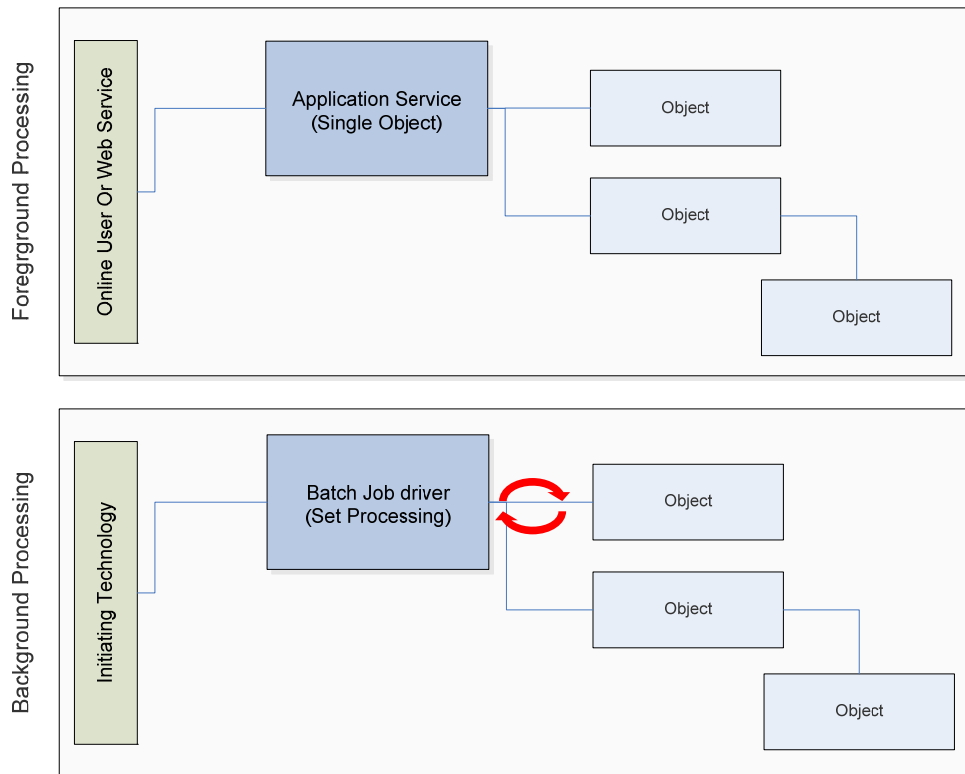 Foregrground Processing
Online User Or Web Service
Application Service
(Single Object)
Object
Object
Object
Background Processing
Initiating Technology
Batch Job driver
(Set Processing)
Object
Object
Object